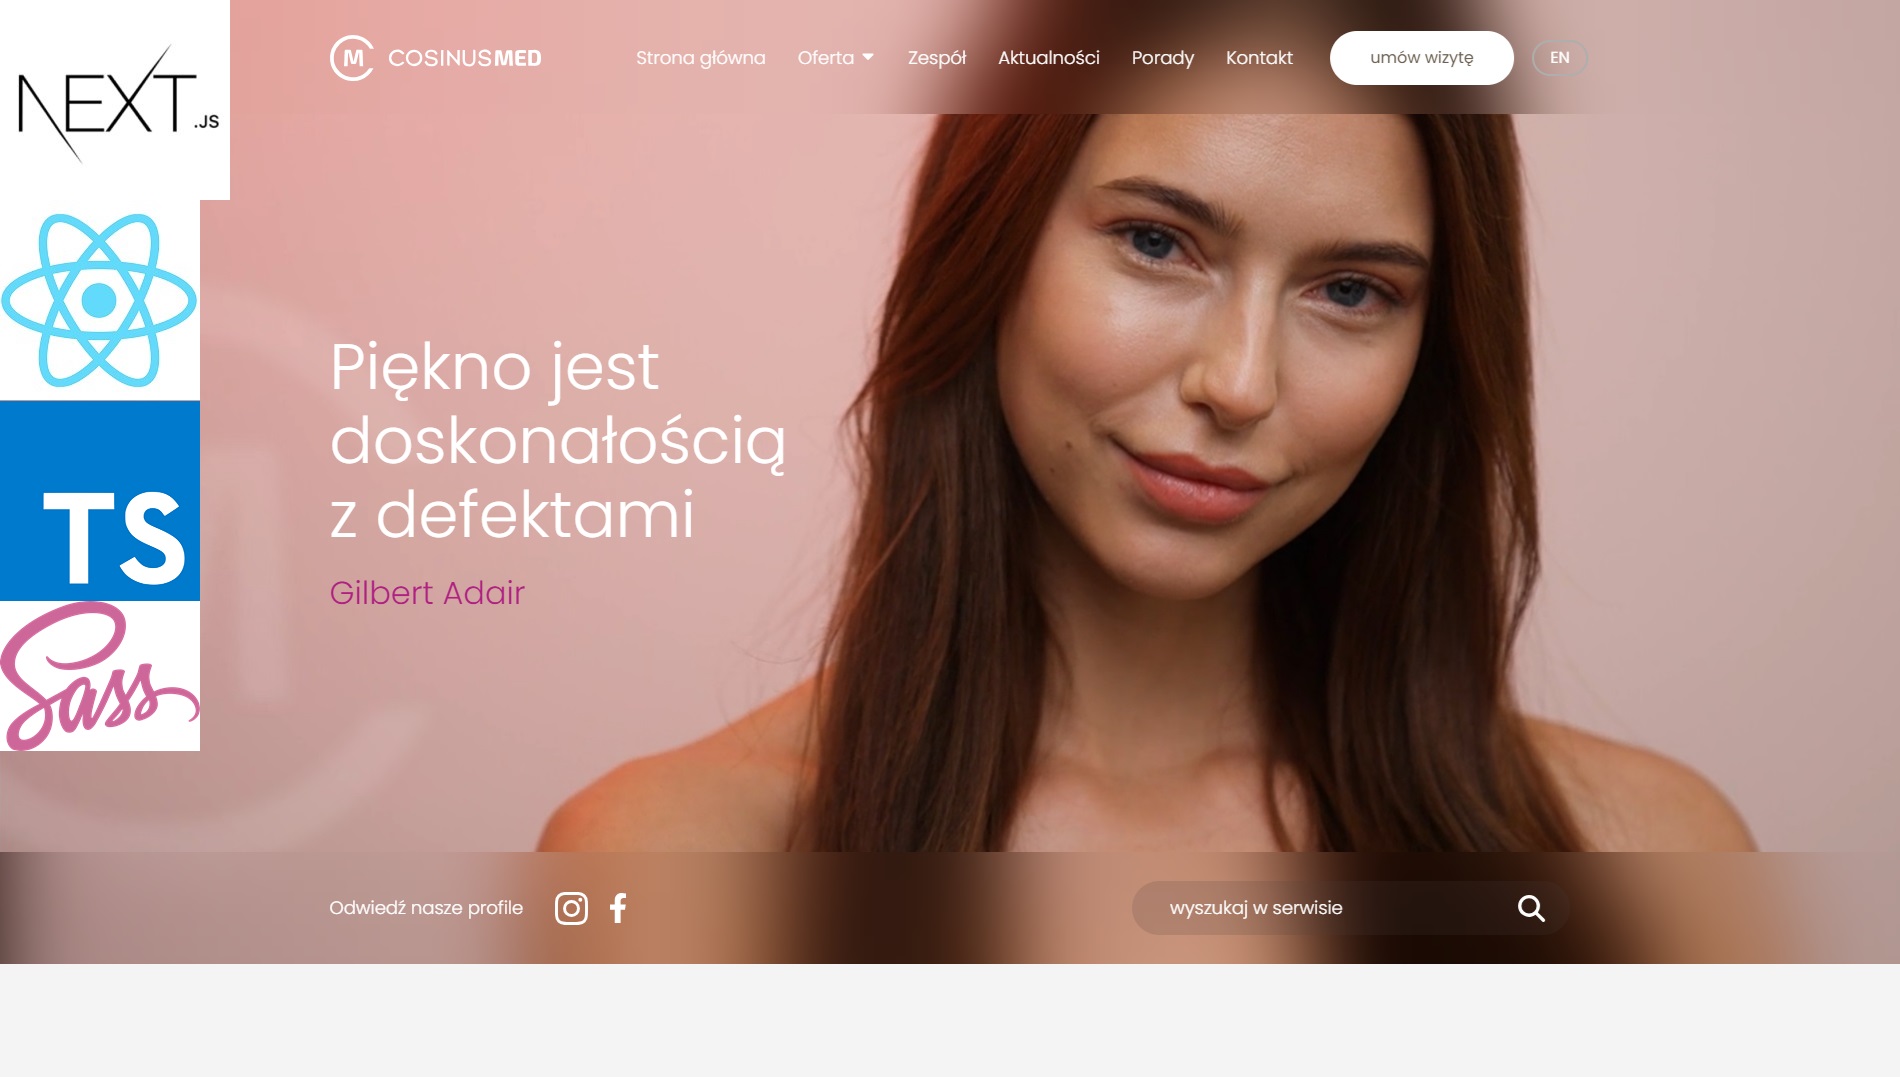 NEXT.JS
TS
Sass
M COSINUSMED
Strona główna Oferta Zespół Aktualności Porady Kontakt umów wizytę EN
Piękno jest
doskonałością
z defektami
Gilbert Adair
Odwiedź nasze profile
wyszukaj w serwisie